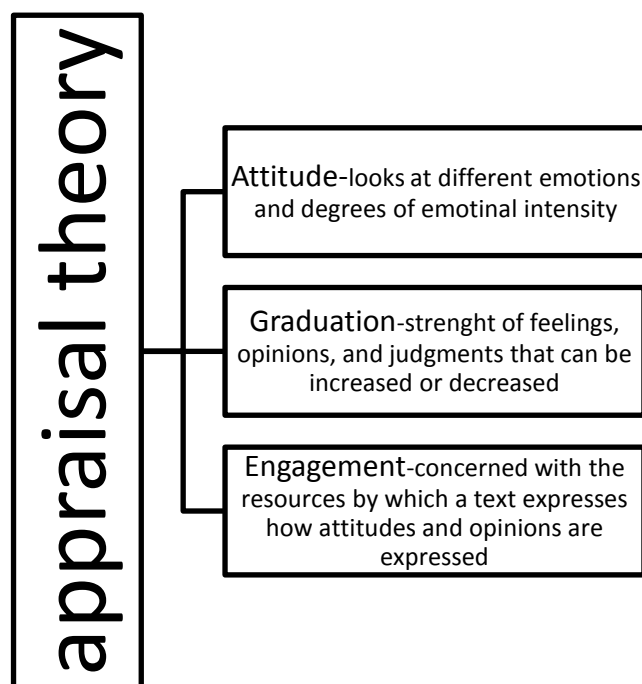 appraisal theory
Attitude-looks at different emotions
and degrees of emotinal intensity
Graduation-strenght of feelings,
opinions, and judgments that can be
increased or decreased
Engagement-concerned with the
resources by which a text expresses
how attitudes and opinions are
expressed